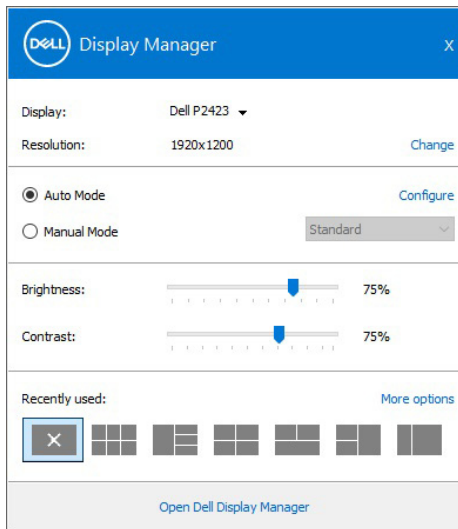 DELL Display Manager X
Display: Dell P2423
Resolution: 1920x1200 Change
Auto Mode Configure
Manual Mode Standard
Brightness: 75%
Contrast: 75%
Recently used: More options
Open Dell Display Manager